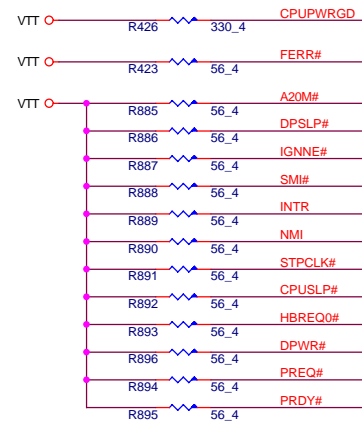 CPUPWRGD
VTT
R426 330_4
FERR#
VTT
R423 56_4
A20M#
VTT
R885 56_4
DPSLP#
R886 56_4
IGNNE#
R887 56_4
SMI#
R888 56_4
INTR
R889 56_4
NMI
R890 56_4
STPCLK#
R891 56_4
CPUSLP#
R892 56_4
HBREQ0#
R893 56_4
DPWR#
R896 56_4
PREQ#
R894 56_4
PRDY#
R895 56_4